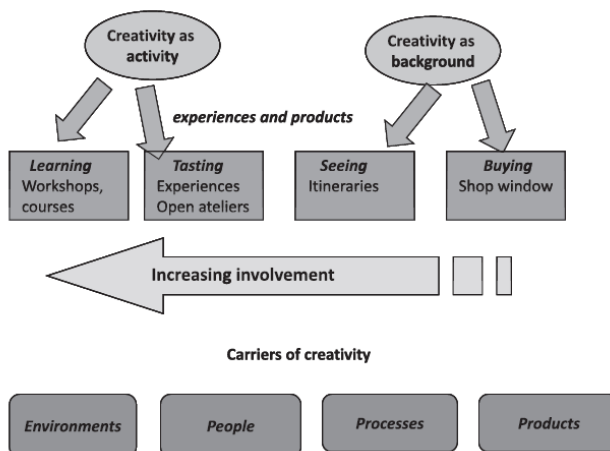 Creativity as
activity
Creativity as
background
experiences and products
Learning
Workshops,
courses
Tasting
Experiences
Open ateliers
Seeing
Itineraries
Buying
Shop window
Increasing involvement
Carriers of creativity
Environments
People
Processes
Products